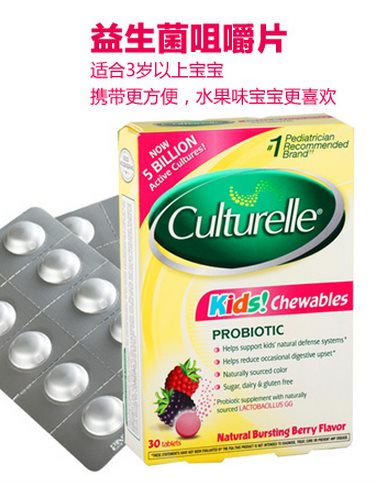 益生菌咀嚼片
适合3岁以上宝宝
携带更方便，水果味宝宝更喜欢
NOW
5 BILLION
Active Cultures!
#1 Pediatrician
Recommended
Brand††
Culturelle®
Kids! Chewables
PROBIOTIC
• Helps support kids' natural defense systems*
• Helps reduce occasional digestive upset*
• Naturally sourced color
• Sugar, dairy & gluten free
Probiotic supplement with naturally
sourced LACTOBACILLUS GG
30 tablets
Natural Bursting Berry Flavor